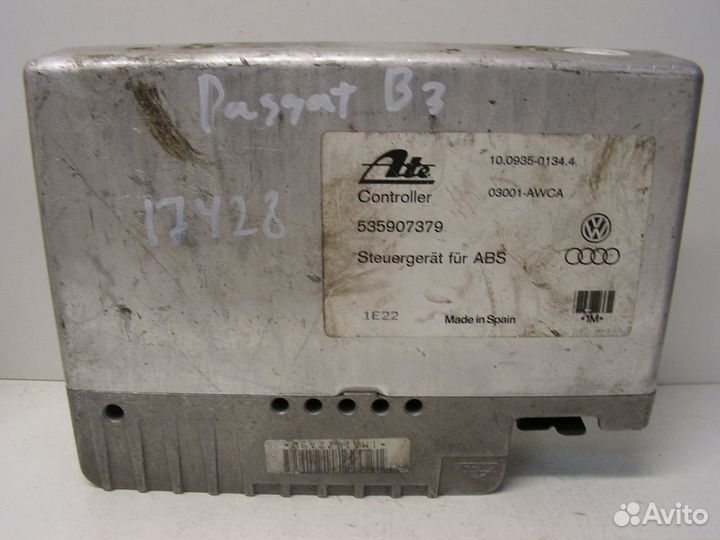 Passat B3
17428
Ate
10.0935-0134.4
Controller
03001-AWCA
535907379
Steuergerät für ABS
1E22
Made in Spain
*1M*
Avito